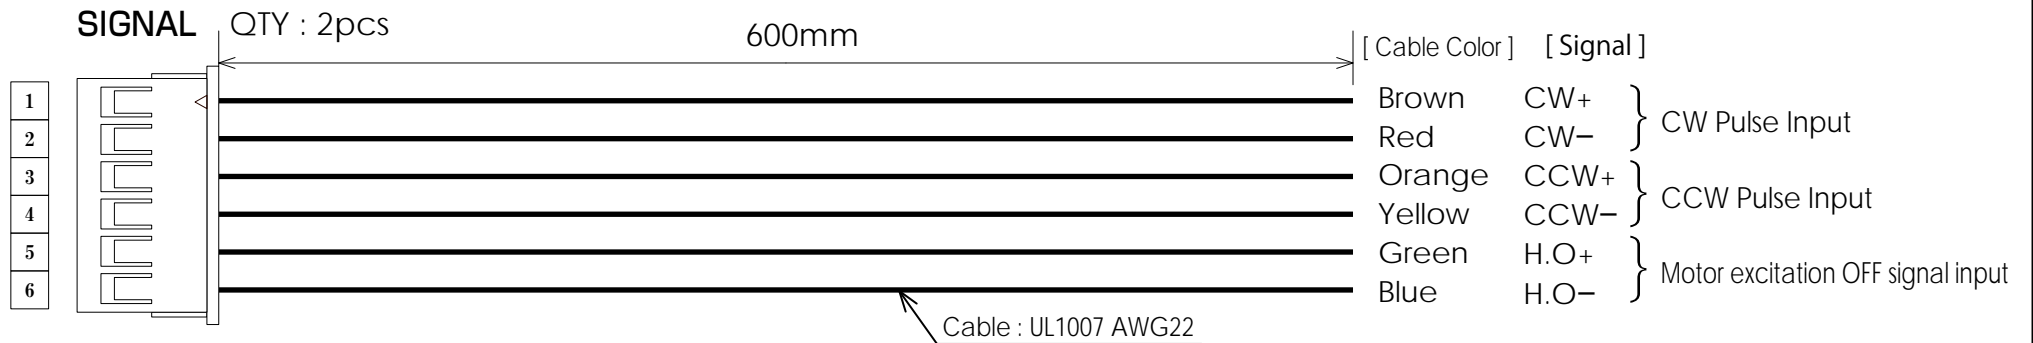 SIGNAL QTY : 2pcs
600mm
[ Cable Color ] [ Signal ]
1 Brown CW+
2 Red CW−
CW Pulse Input
3 Orange CCW+
4 Yellow CCW−
CCW Pulse Input
5 Green H.O+
6 Blue H.O−
Motor excitation OFF signal input
Cable : UL1007 AWG22